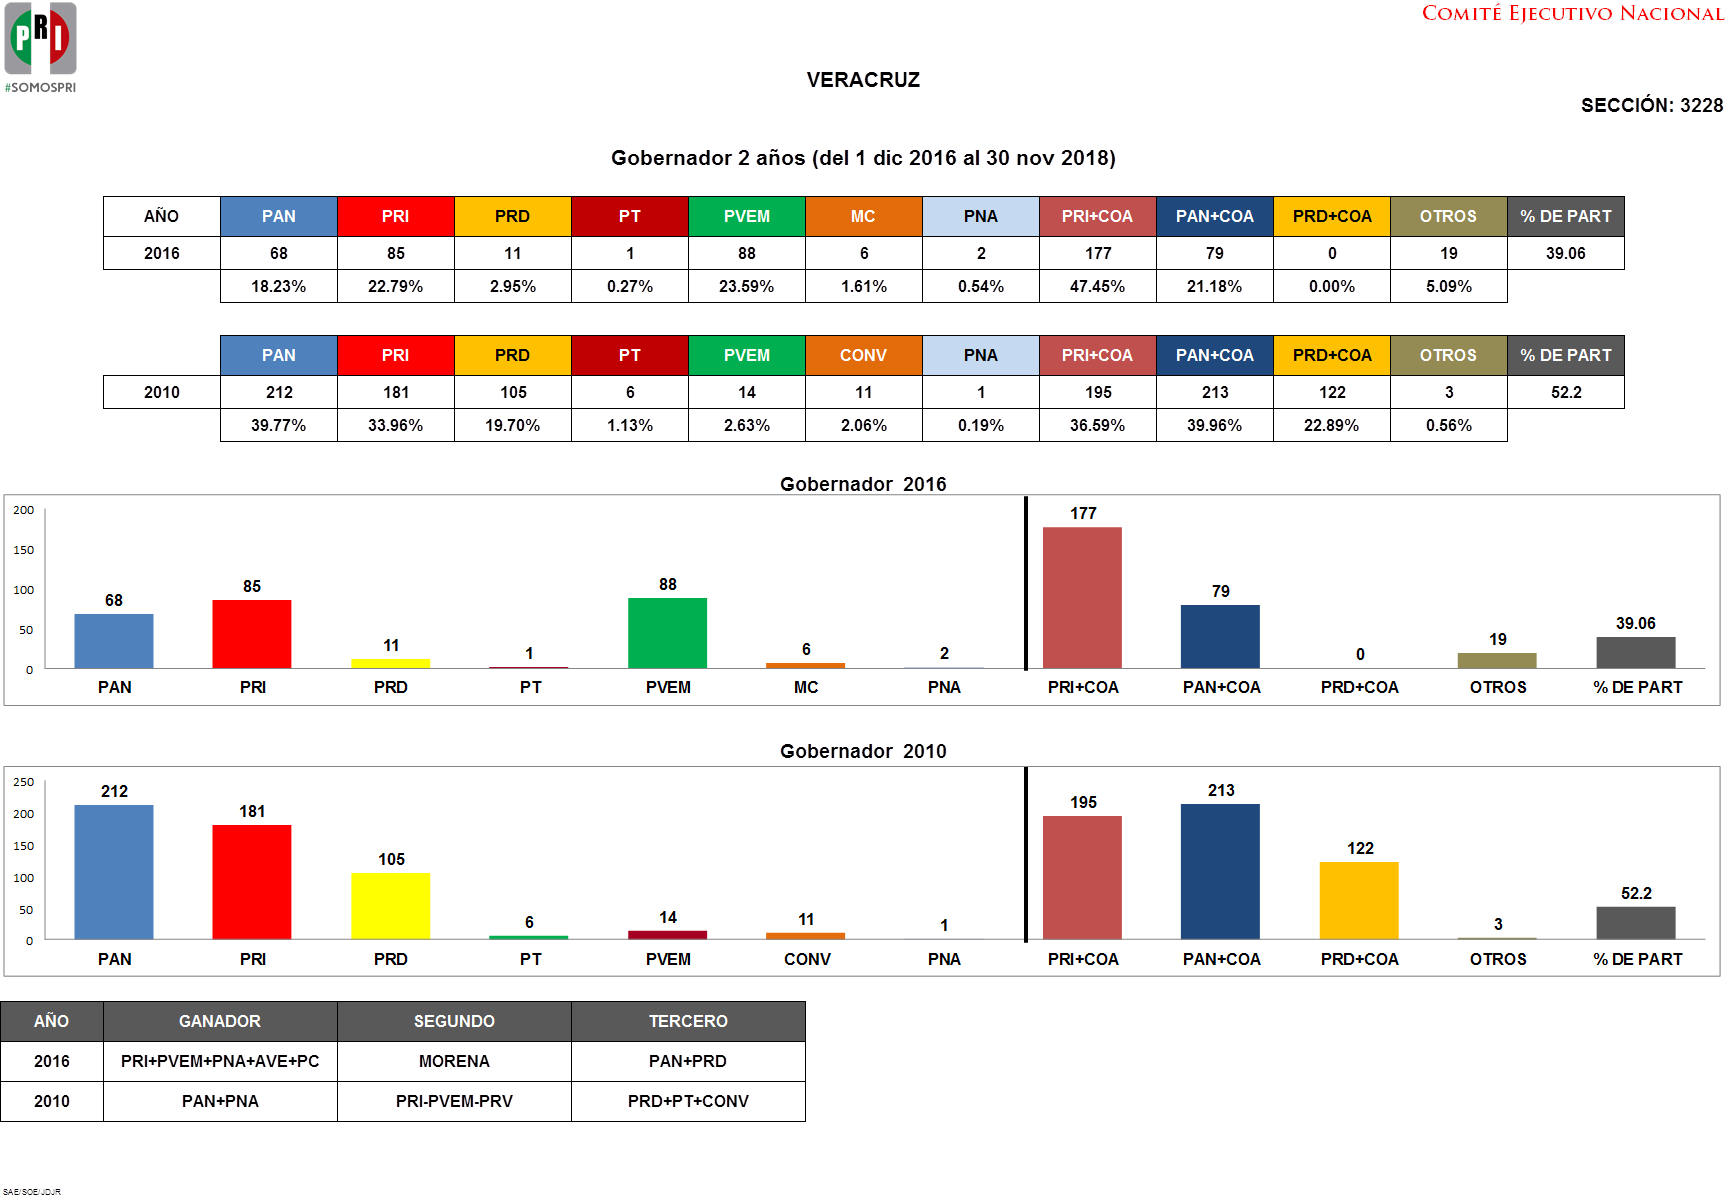 PRI
#SOMOSPRI
COMITÉ EJECUTIVO NACIONAL
VERACRUZ
SECCIÓN: 3228
Gobernador 2 años (del 1 dic 2016 al 30 nov 2018)
AÑO PAN PRI PRD PT PVEM MC PNA PRI+COA PAN+COA PRD+COA OTROS % DE PART
2016 68 85 11 1 88 6 2 177 79 0 19 39.06
18.23% 22.79% 2.95% 0.27% 23.59% 1.61% 0.54% 47.45% 21.18% 0.00% 5.09%
PAN PRI PRD PT PVEM CONV PNA PRI+COA PAN+COA PRD+COA OTROS % DE PART
2010 212 181 105 6 14 11 1 195 213 122 3 52.2
39.77% 33.96% 19.70% 1.13% 2.63% 2.06% 0.19% 36.59% 39.96% 22.89% 0.56%
Gobernador 2016
200
150
100
50
0
68 85 11 1 88 6 2 177 79 0 19 39.06
PAN PRI PRD PT PVEM MC PNA PRI+COA PAN+COA PRD+COA OTROS % DE PART
Gobernador 2010
250
200
150
100
50
0
212 181 105 6 14 11 1 195 213 122 3 52.2
PAN PRI PRD PT PVEM CONV PNA PRI+COA PAN+COA PRD+COA OTROS % DE PART
AÑO GANADOR SEGUNDO TERCERO
2016 PRI+PVEM+PNA+AVE+PC MORENA PAN+PRD
2010 PAN+PNA PRI-PVEM-PRV PRD+PT+CONV
SAE/SOE/JDJR